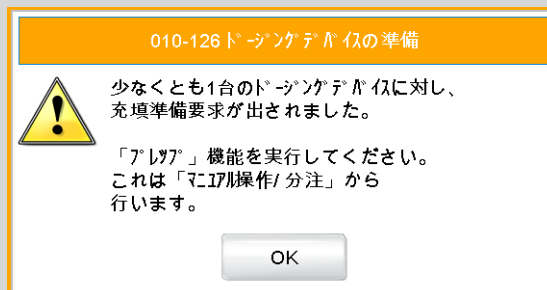 010-126 ﾄﾞｰｼﾞﾝｸﾞﾃﾞﾊﾞｲｽの準備
少なくとも1台のﾄﾞｰｼﾞﾝｸﾞﾃﾞﾊﾞｲｽに対し、
充填準備要求が出されました。
「ﾌﾟﾚｯﾌﾟ」機能を実行してください。
これは「ﾏﾆｭｱﾙ操作/ 分注」から
行います。
OK